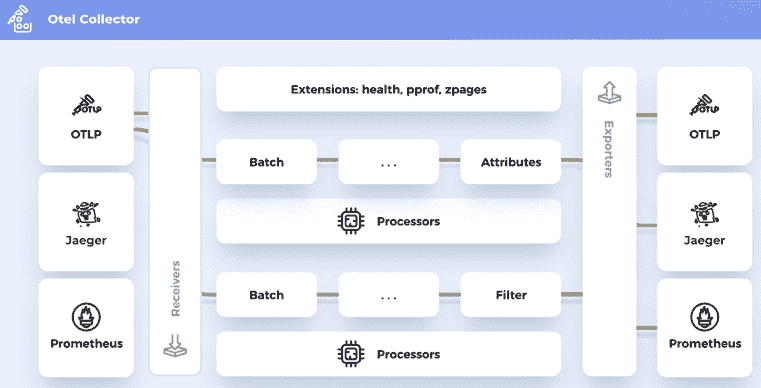 Otel Collector
OTLP
OTLP
Jaeger
Prometheus
Receivers
Extensions: health, pprof, zpages
Batch
...
Attributes
Processors
Batch
...
Filter
Processors
Exporters
OTLP
OTLP
Jaeger
Prometheus